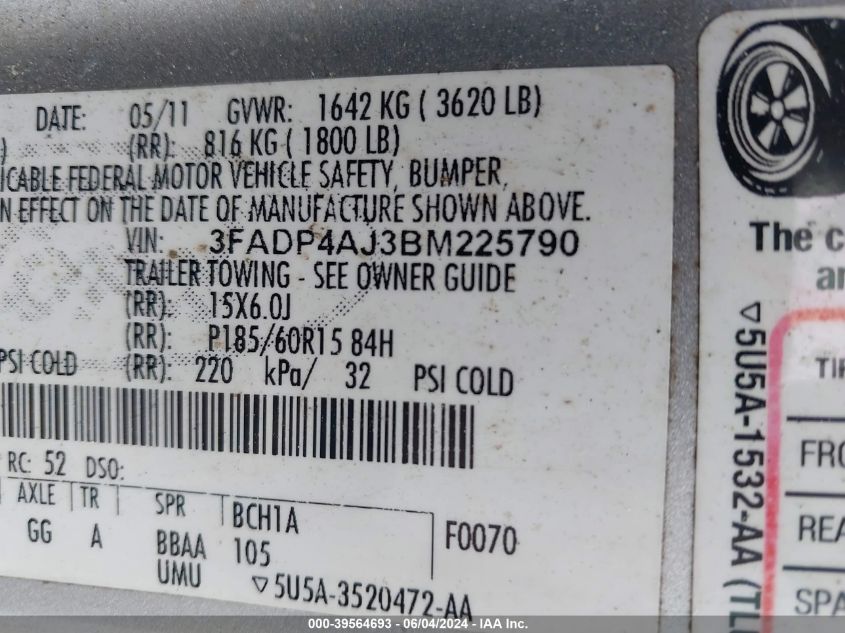 DATE: 05/11 GVWR: 1642 KG ( 3620 LB)
) (RR): 816 KG ( 1800 LB)
ICABLE FEDERAL MOTOR VEHICLE SAFETY, BUMPER,
N EFFECT ON THE DATE OF MANUFACTURE SHOWN ABOVE.
VIN: 3FADP4AJ3BM225790
TRAILER TOWING - SEE OWNER GUIDE
(RR): 15X6.0J
(RR): P185/60R15 84H
PSI COLD (RR): 220 kPa/ 32 PSI COLD
RC: 52 DSO:
AXLE TR SPR BCH1A
GG A BBAA 105 F0070
UMU ▽5U5A-3520472-AA
The c
an
▽5U5A-1532-AA (TL
TIR
FRO
REA
SPA
000-39564693 - 06/04/2024 - IAA Inc.